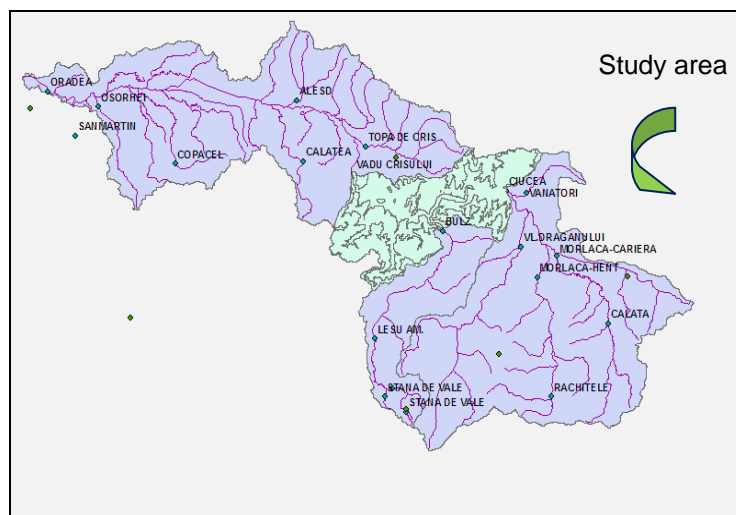 Study area
ORADEA
OSORHEI
ALESD
SANMARTIN
TOPA DE CRIS
COPACEL
CALATEA
VADU CRISULUI
CIUCEA
VANATORI
BULZ
VL.DRAGANULUI
MORLACA-CARIERA
MORLACA-HENT
CALATA
LESU AM.
STANA DE VALE
RACHITELE
STANA DE VALE